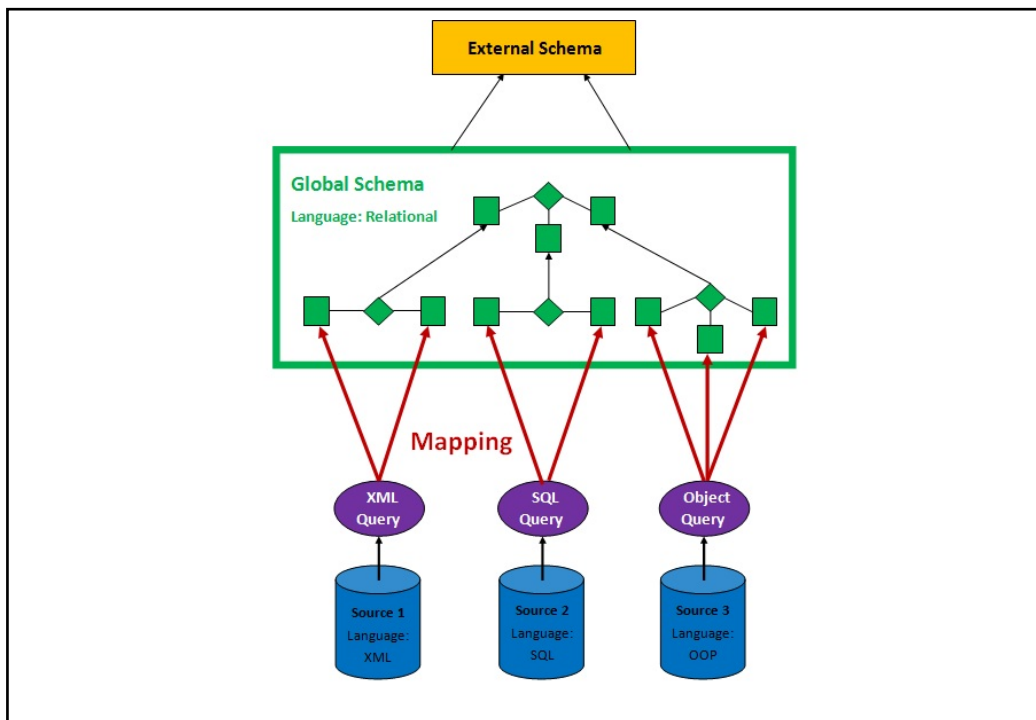 External Schema
Global Schema
Language: Relational
Mapping
XML
Query
SQL
Query
Object
Query
Source 1
Language:
XML
Source 2
Language:
SQL
Source 3
Language:
OOP